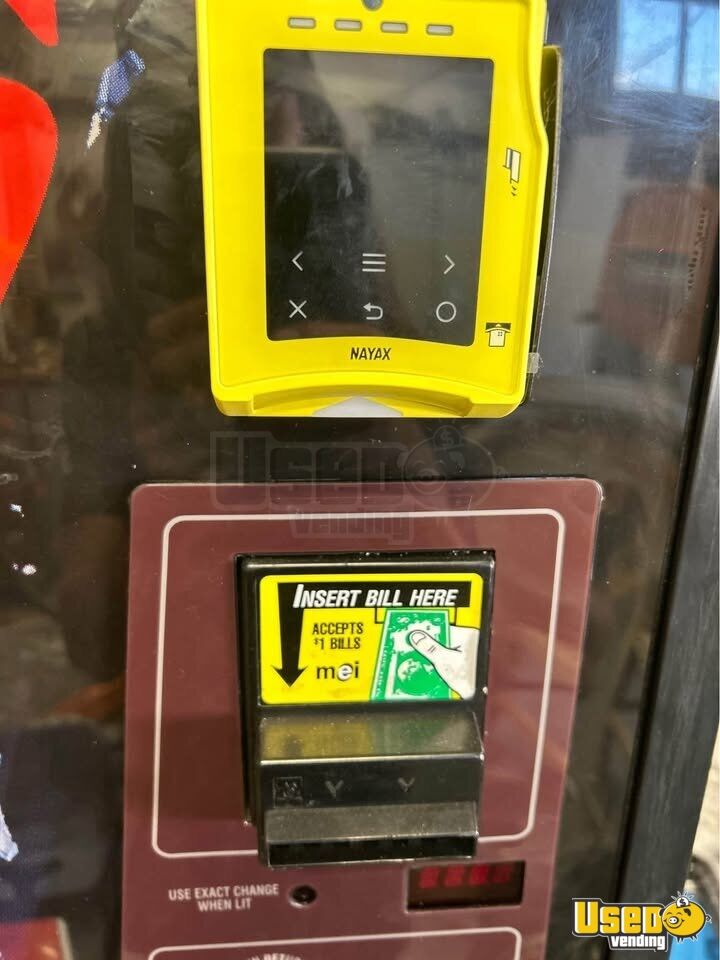 NAYAX
USED
vending
INSERT BILL HERE
ACCEPTS
$1 BILLS
mei
USE EXACT CHANGE
WHEN LIT
USED
vending